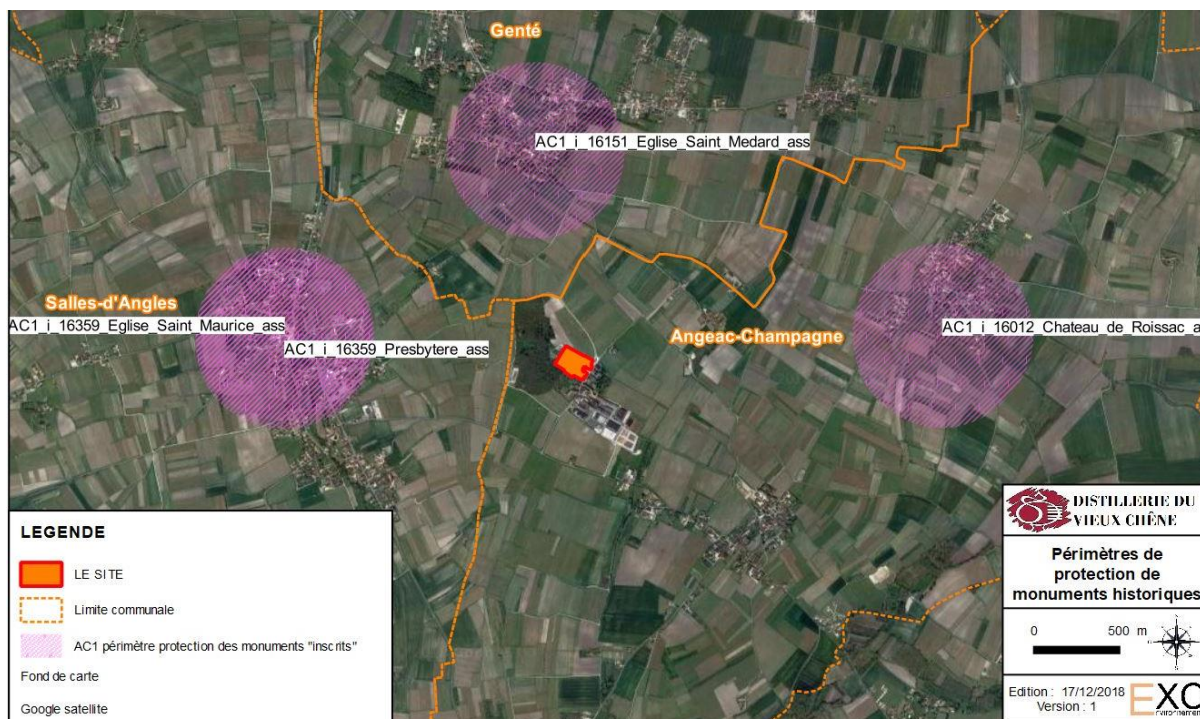 Genté
AC1_i_16151_Eglise_Saint_Medard_ass
Salles-d'Angles
AC1_i_16359_Eglise_Saint_Maurice_ass
AC1_i_16359_Presbytere_ass
Angeac-Champagne
AC1_i_16012_Chateau_de_Roissac_a
LEGENDE
LE SITE
Limite communale
AC1 périmètre protection des monuments "inscrits"
Fond de carte
Google satellite
DISTILLERIE DU
VIEUX CHÊNE
Périmètres de
protection de
monuments historiques
0 500 m
Edition : 17/12/2018
Version : 1
EXO